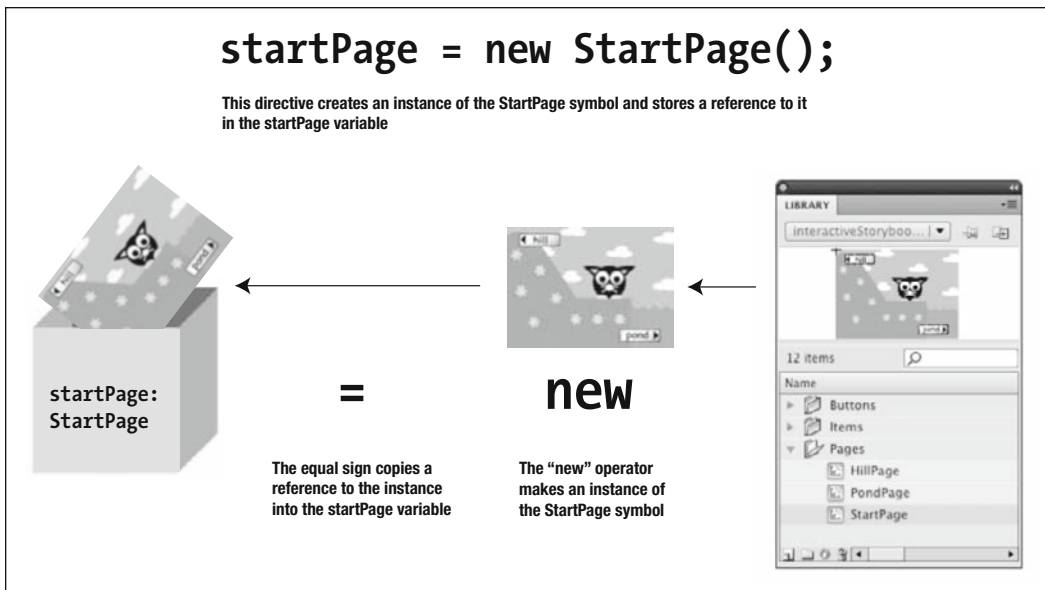 startPage = new StartPage();
This directive creates an instance of the StartPage symbol and stores a reference to it
in the startPage variable
startPage:
StartPage
hill
pond
=
The equal sign copies a
reference to the instance
into the startPage variable
hill
pond
new
The “new” operator
makes an instance of
the StartPage symbol
LIBRARY
interactiveStoryboo...
hill
pond
12 items
Name
Buttons
Items
Pages
HillPage
PondPage
StartPage